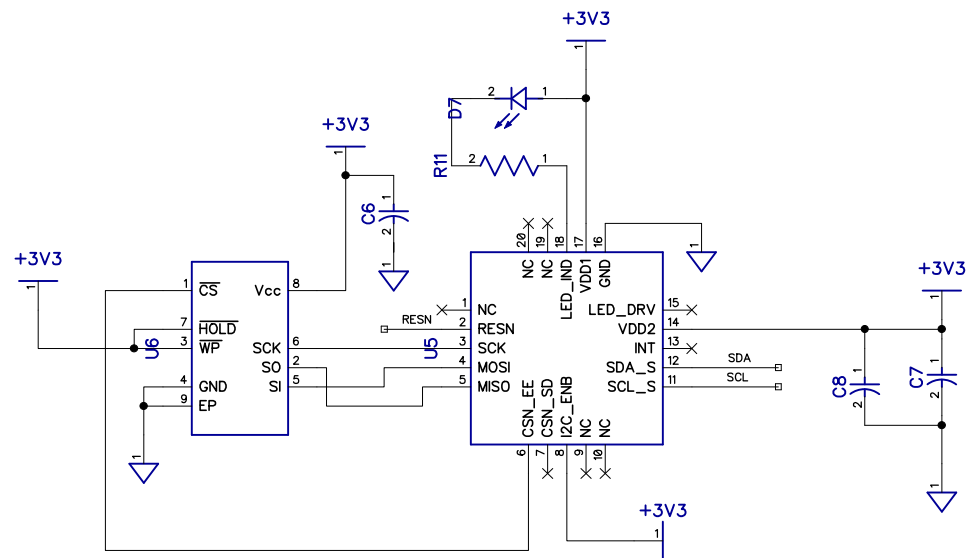 +3V3
1
D7
2
1
+3V3
1
R11
2
1
C6
1
2
1
20
19
18
17
16
1
NC
NC
LED_IND
VDD1
GND
+3V3
1
+3V3
1
1
CS
Vcc
8
7
HOLD
3
WP
SCK
6
SO
2
4
GND
SI
5
9
EP
U6
1
RESN
U5
1
NC
2
RESN
3
SCK
4
MOSI
5
MISO
LED_DRV
15
VDD2
14
INT
13
SDA_S
12
SDA
SCL_S
11
SCL
C8
1
2
C7
1
2
1
CSN_EE
CSN_SD
I2C_ENB
NC
NC
6
7
8
9
10
+3V3
1